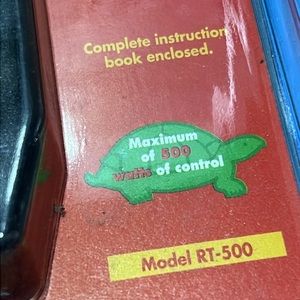 Complete instruction
book enclosed.
Maximum
of 500
watts of control
Model RT-500